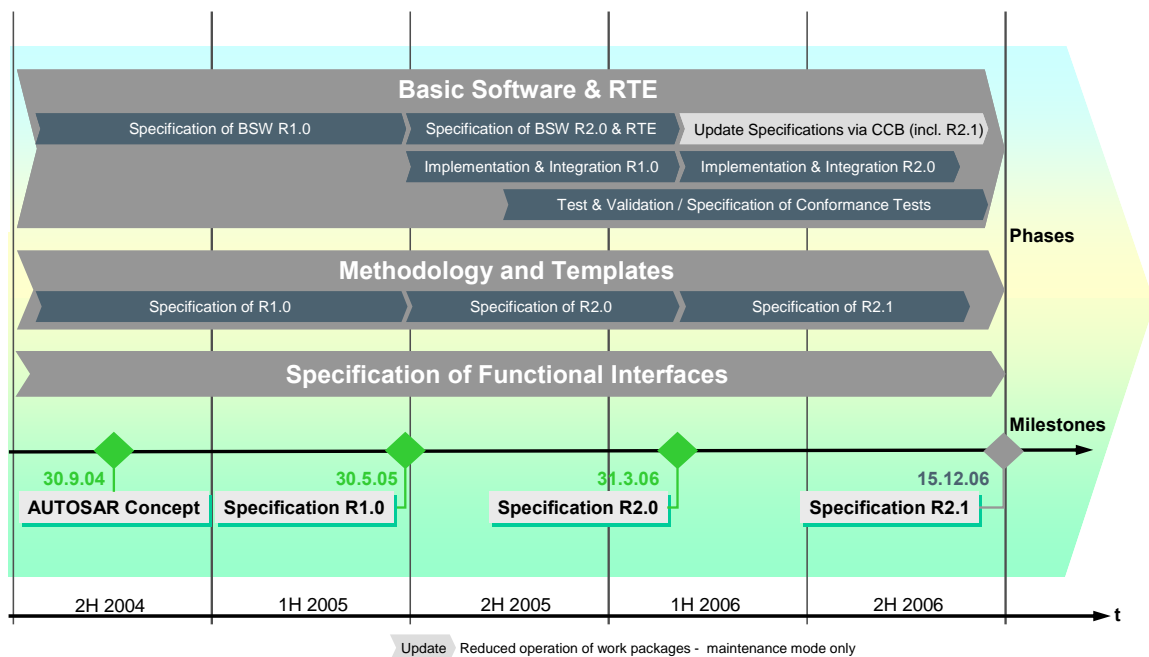 Basic Software & RTE
Specification of BSW R1.0
Specification of BSW R2.0 & RTE
Update Specifications via CCB (incl. R2.1)
Implementation & Integration R1.0
Implementation & Integration R2.0
Test & Validation / Specification of Conformance Tests
Phases
Methodology and Templates
Specification of R1.0
Specification of R2.0
Specification of R2.1
Specification of Functional Interfaces
Milestones
30.9.04
30.5.05
31.3.06
15.12.06
AUTOSAR Concept
Specification R1.0
Specification R2.0
Specification R2.1
2H 2004
1H 2005
2H 2005
1H 2006
2H 2006
t
Update
Reduced operation of work packages - maintenance mode only